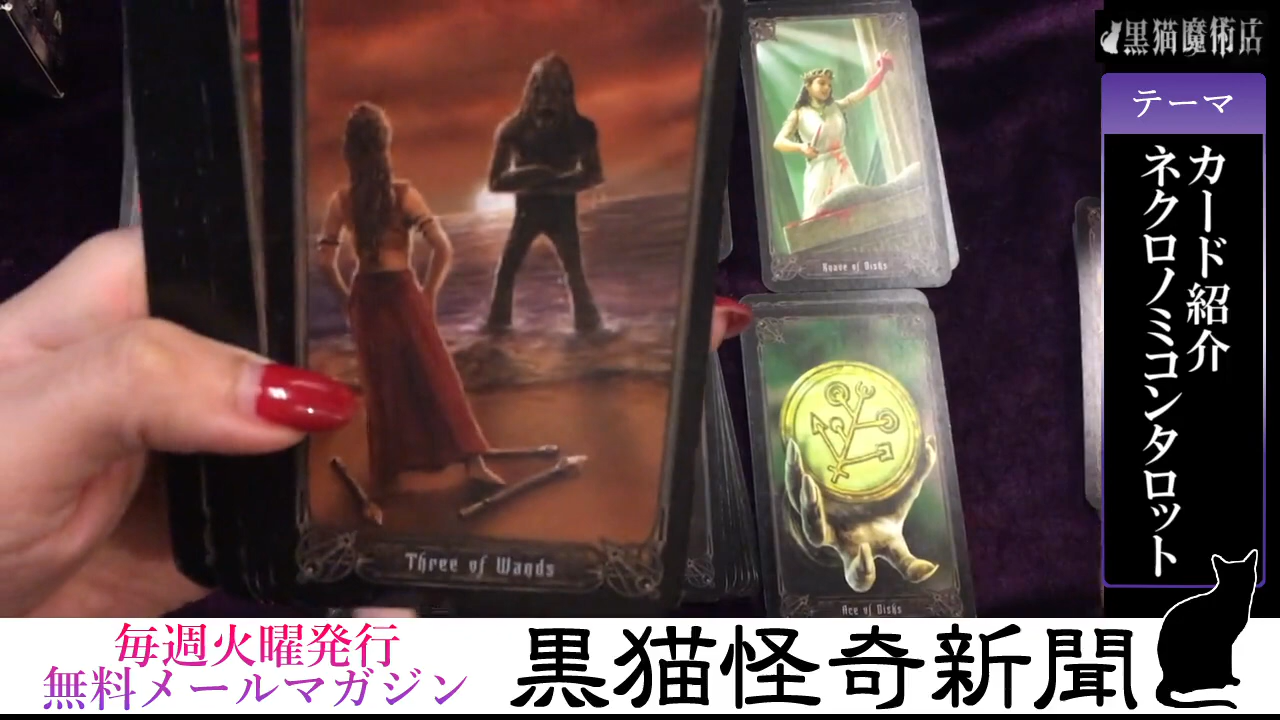 黒猫魔術店
テーマ
カード紹介
ネクロノミコンタロット
Three of Wands
Knave of Disks
Ace of Disks
毎週火曜発行
無料メールマガジン
黒猫怪奇新聞